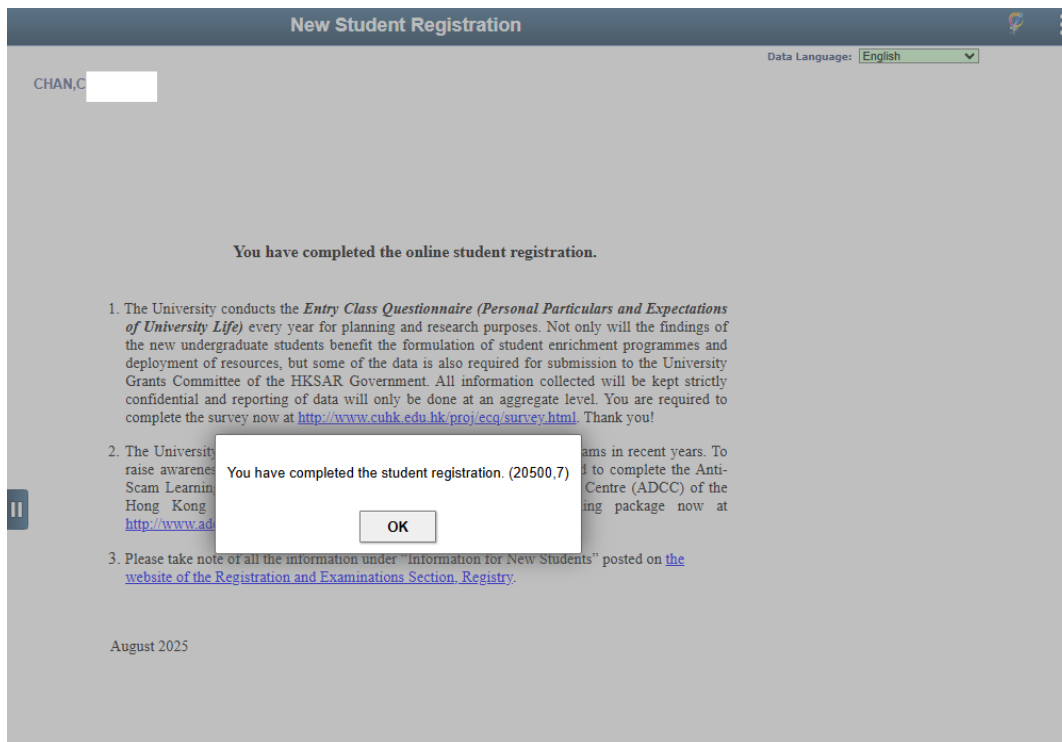 New Student Registration
Data Language: English
CHAN,C
You have completed the online student registration.
1. The University conducts the Entry Class Questionnaire (Personal Particulars and Expectations
of University Life) every year for planning and research purposes. Not only will the findings of
the new undergraduate students benefit the formulation of student enrichment programmes and
deployment of resources, but some of the data is also required for submission to the University
Grants Committee of the HKSAR Government. All information collected will be kept strictly
confidential and reporting of data will only be done at an aggregate level. You are required to
complete the survey now at http://www.cuhk.edu.hk/proj/ecq/survey.html. Thank you!
2. The University ams in recent years. To
raise awarenes d to complete the Anti-
Scam Learnin Centre (ADCC) of the
Hong Kong ing package now at
http://www.ad
You have completed the student registration. (20500,7)
OK
3. Please take note of all the information under "Information for New Students" posted on the
website of the Registration and Examinations Section, Registry.
August 2025